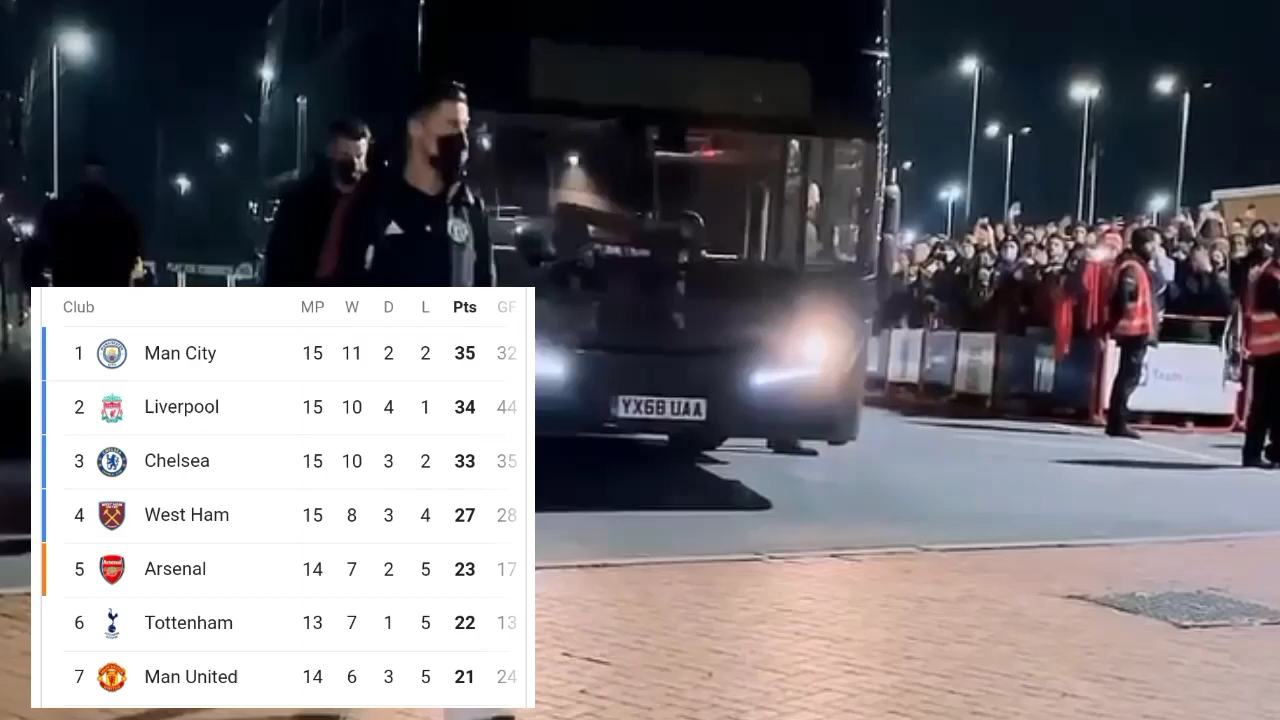 Club MP W D L Pts GF
1 Man City 15 11 2 2 35 32
2 Liverpool 15 10 4 1 34 44
3 Chelsea 15 10 3 2 33 35
4 West Ham 15 8 3 4 27 28
5 Arsenal 14 7 2 5 23 17
6 Tottenham 13 7 1 5 22 13
7 Man United 14 6 3 5 21 24
YX68 UAA
Team